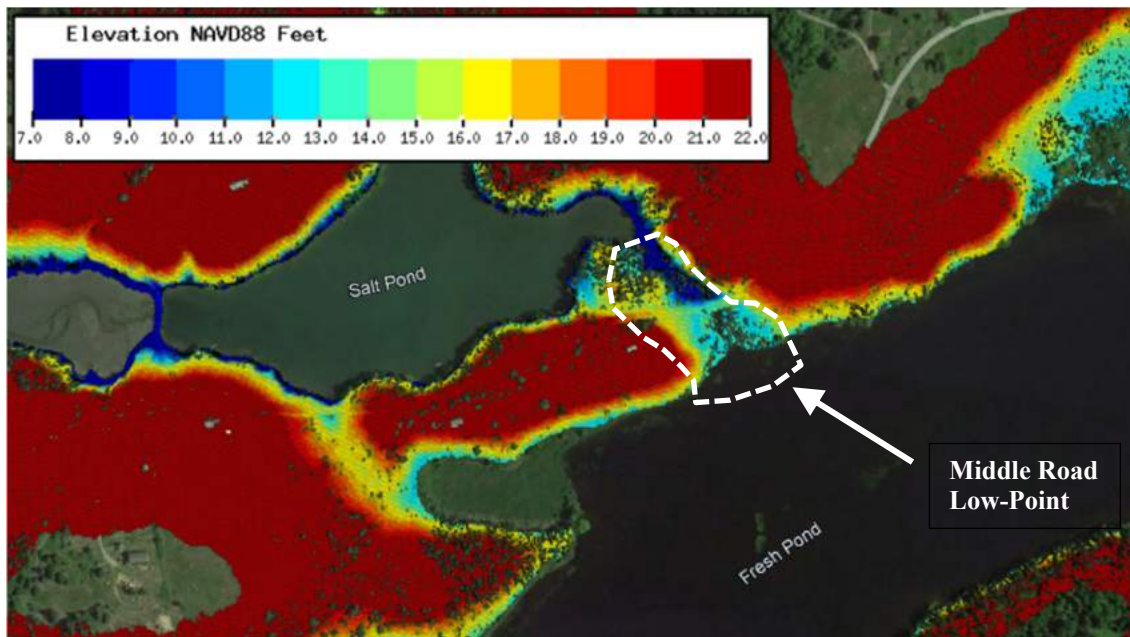 Elevation NAVD88 Feet
7.0 8.0 9.0 10.0 11.0 12.0 13.0 14.0 15.0 16.0 17.0 18.0 19.0 20.0 21.0 22.0
Salt Pond
Middle Road
Low-Point
Fresh Pond